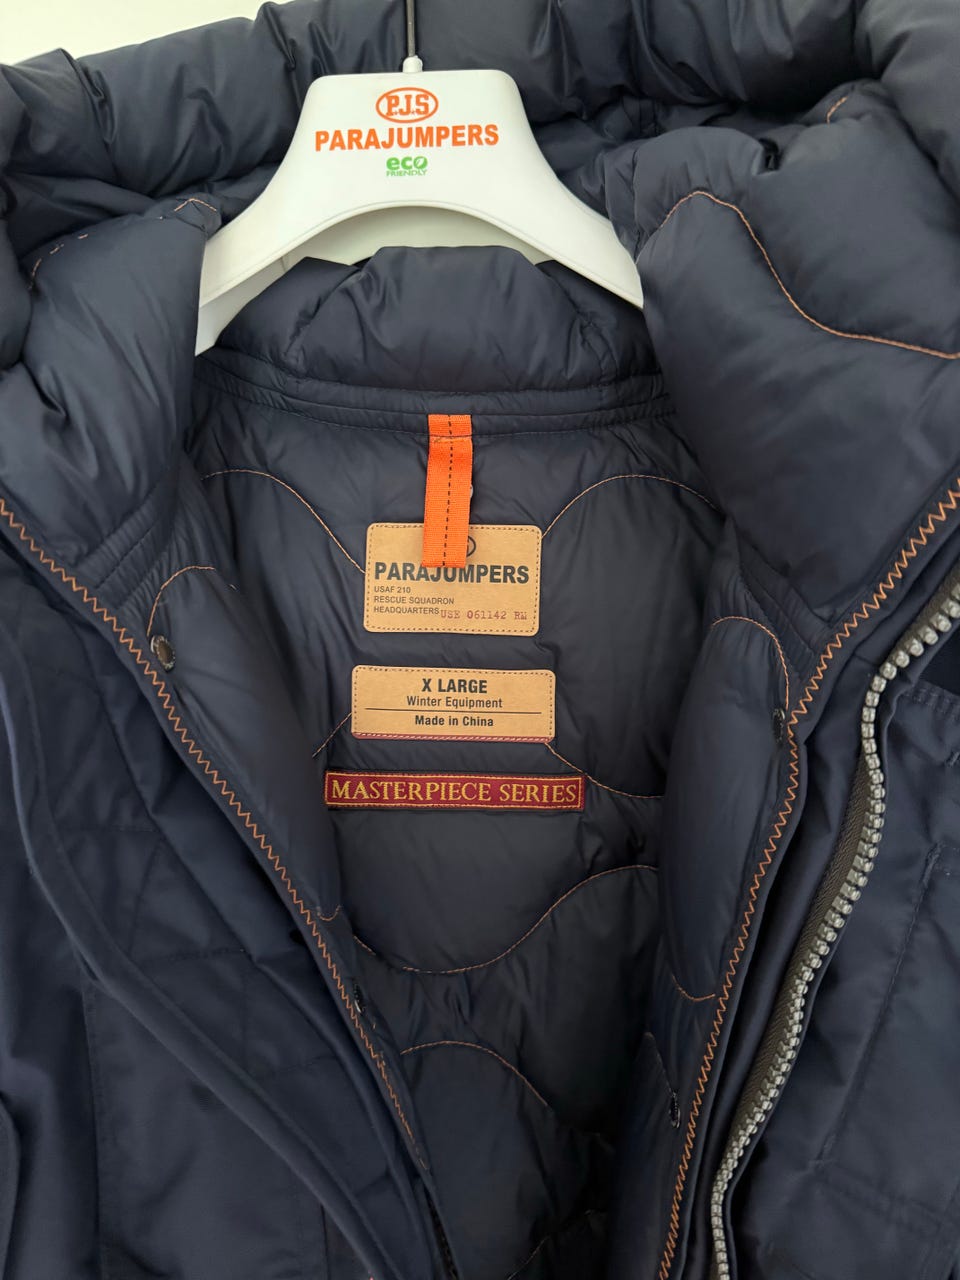 PJS
PARAJUMPERS
eco
FRIENDLY
PARAJUMPERS
USAF 210
RESCUE SQUADRON
HEADQUARTERS USE 061142 RM
X LARGE
Winter Equipment
Made in China
MASTERPIECE SERIES